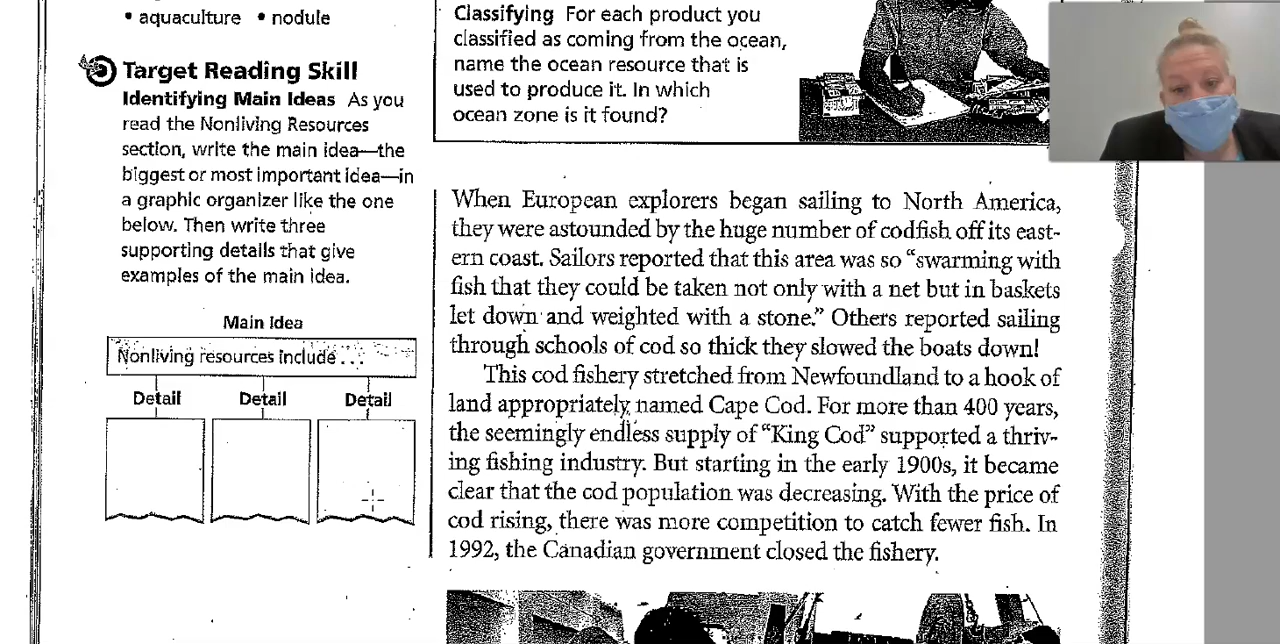 • aquaculture • nodule
Target Reading Skill
Identifying Main Ideas As you
read the Nonliving Resources
section, write the main idea—the
biggest or most important idea—in
a graphic organizer like the one
below. Then write three
supporting details that give
examples of the main idea.
Main Idea
Nonliving resources include . . .
Detail Detail Detail
Classifying For each product you
classified as coming from the ocean,
name the ocean resource that is
used to produce it. In which
ocean zone is it found?
When European explorers began sailing to North America,
they were astounded by the huge number of codfish off its east-
ern coast. Sailors reported that this area was so “swarming with
fish that they could be taken not only with a net but in baskets
let down and weighted with a stone.” Others reported sailing
through schools of cod so thick they slowed the boats down!
This cod fishery stretched from Newfoundland to a hook of
land appropriately named Cape Cod. For more than 400 years,
the seemingly endless supply of “King Cod” supported a thriv-
ing fishing industry. But starting in the early 1900s, it became
clear that the cod population was decreasing. With the price of
cod rising, there was more competition to catch fewer fish. In
1992, the Canadian government closed the fishery.